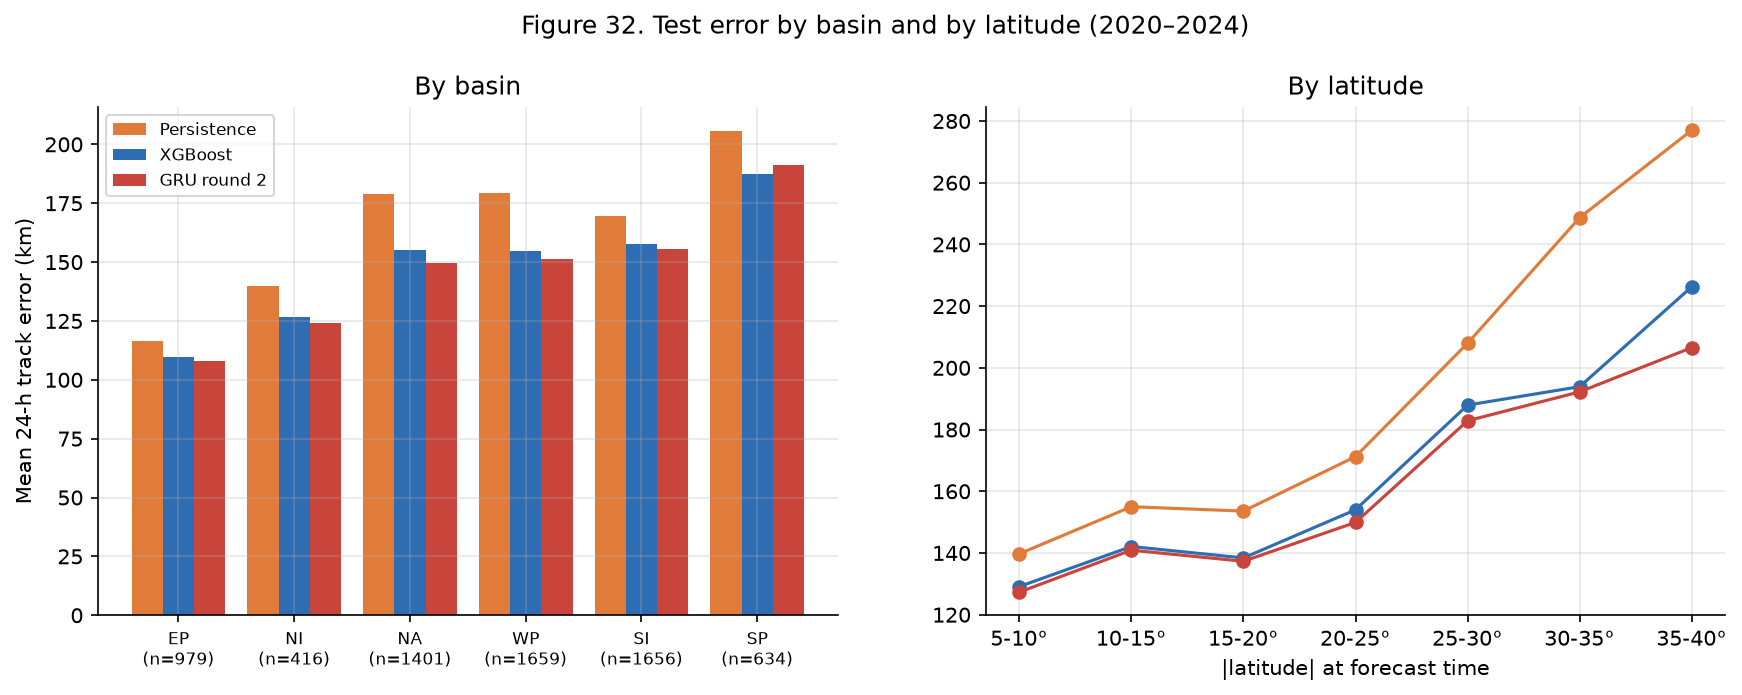 Figure 32. Test error by basin and by latitude (2020–2024)
By basin
Persistence
XGBoost
GRU round 2
Mean 24-h track error (km)
200
175
150
125
100
75
50
25
0
EP
(n=979)
NI
(n=416)
NA
(n=1401)
WP
(n=1659)
SI
(n=1656)
SP
(n=634)
By latitude
280
260
240
220
200
180
160
140
120
5-10°
10-15°
15-20°
20-25°
25-30°
30-35°
35-40°
|latitude| at forecast time